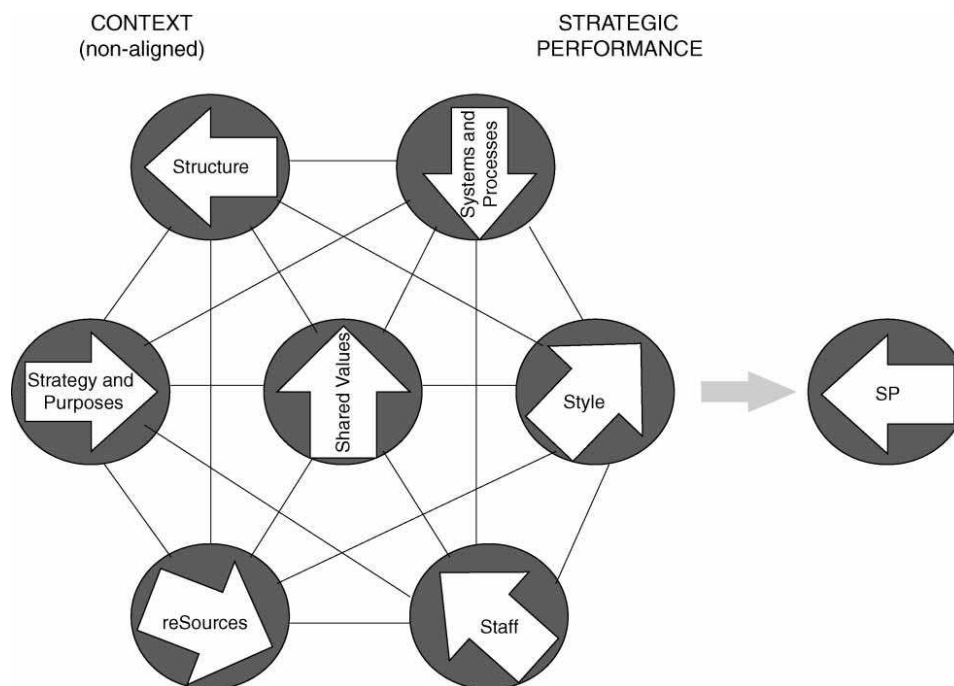 CONTEXT
(non-aligned)
STRATEGIC
PERFORMANCE
Structure
Systems and
Processes
Strategy and
Purposes
Shared Values
Style
SP
reSources
Staff